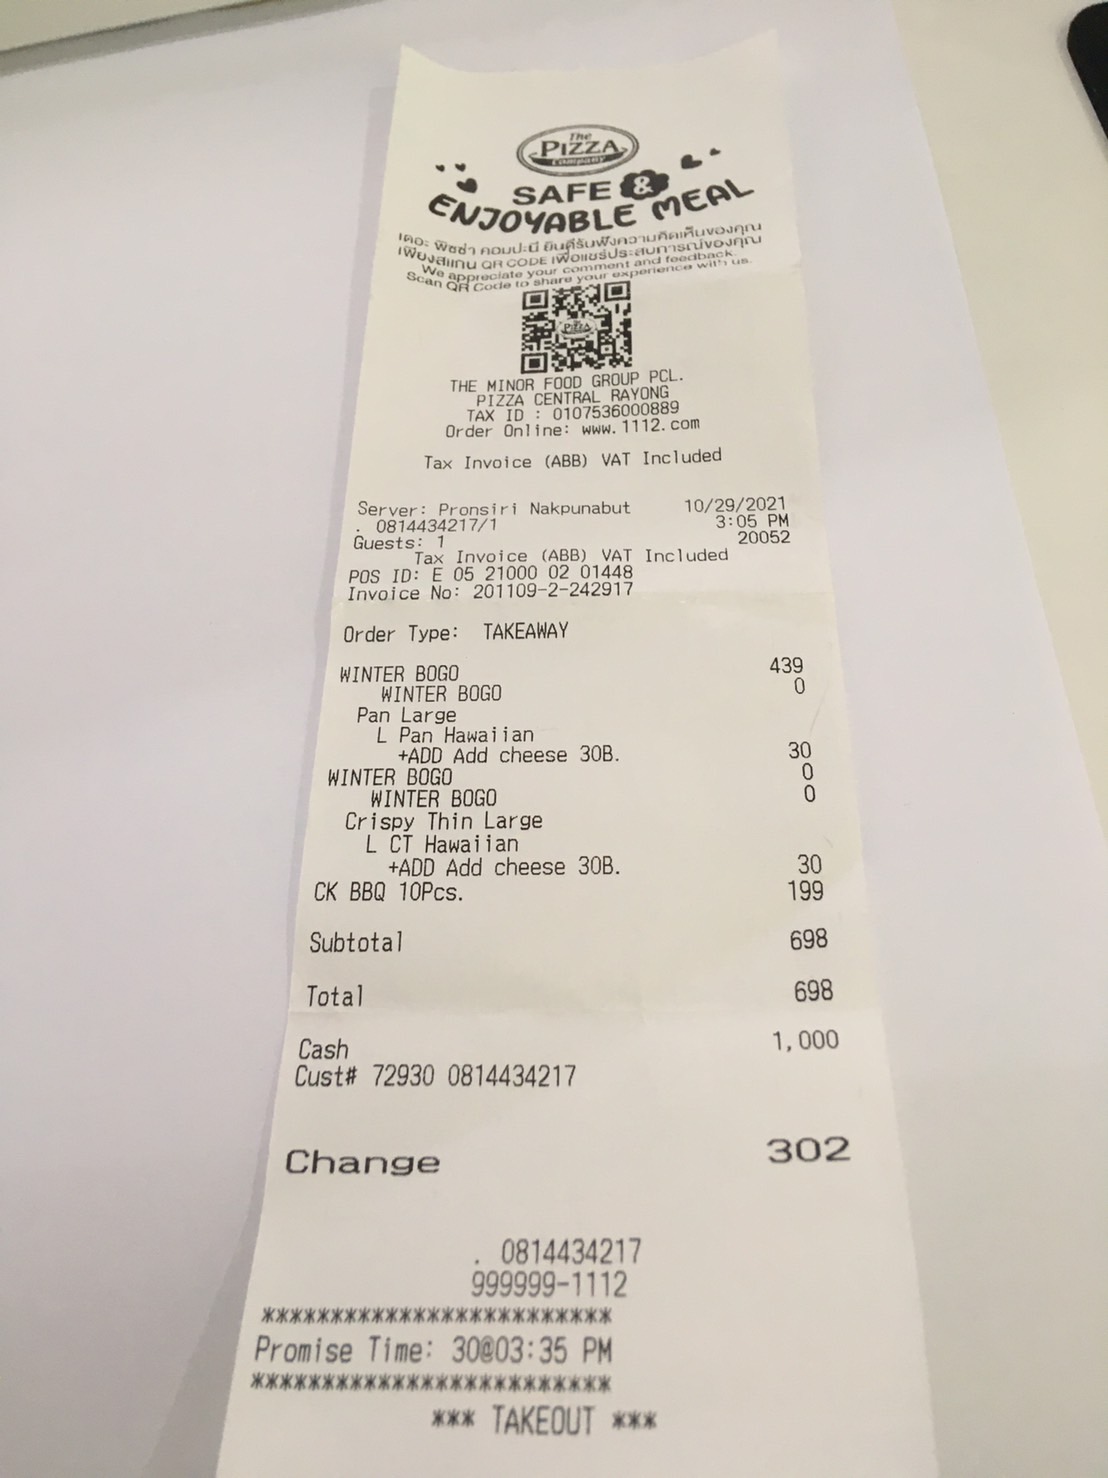 The
PIZZA
company
SAFE &
ENJOYABLE MEAL
เดอะ พิซซ่า คอมปะนี ยินดีรับฟังความคิดเห็นของคุณ
เพียงสแกน QR CODE เพื่อแชร์ประสบการณ์ของคุณ
We appreciate your comment and feedback.
Scan QR Code to share your experience with us.
PIZZA
THE MINOR FOOD GROUP PCL.
PIZZA CENTRAL RAYONG
TAX ID : 0107536000889
Order Online: www.1112.com
Tax Invoice (ABB) VAT Included
Server: Pronsiri Nakpunabut 10/29/2021
. 0814434217/1 3:05 PM
Guests: 1 20052
Tax Invoice (ABB) VAT Included
POS ID: E 05 21000 02 01448
Invoice No: 201109-2-242917
Order Type: TAKEAWAY
WINTER BOGO 439
WINTER BOGO 0
Pan Large
L Pan Hawaiian
+ADD Add cheese 30B. 30
WINTER BOGO 0
WINTER BOGO 0
Crispy Thin Large
L CT Hawaiian
+ADD Add cheese 30B. 30
CK BBQ 10Pcs. 199
Subtotal 698
Total 698
Cash 1,000
Cust# 72930 0814434217
Change 302
. 0814434217
999999-1112
*************************
Promise Time: 30@03:35 PM
*************************
*** TAKEOUT ***